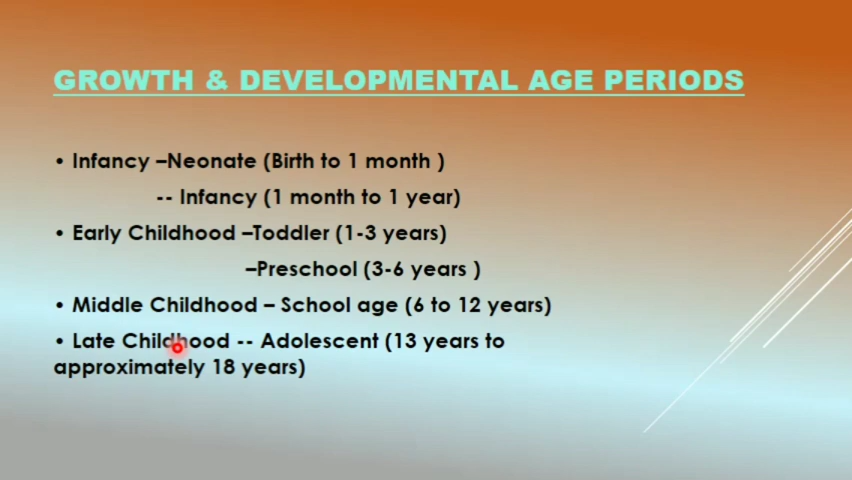 GROWTH & DEVELOPMENTAL AGE PERIODS
• Infancy –Neonate (Birth to 1 month )
-- Infancy (1 month to 1 year)
• Early Childhood –Toddler (1-3 years)
–Preschool (3-6 years )
• Middle Childhood – School age (6 to 12 years)
• Late Childhood -- Adolescent (13 years to
approximately 18 years)